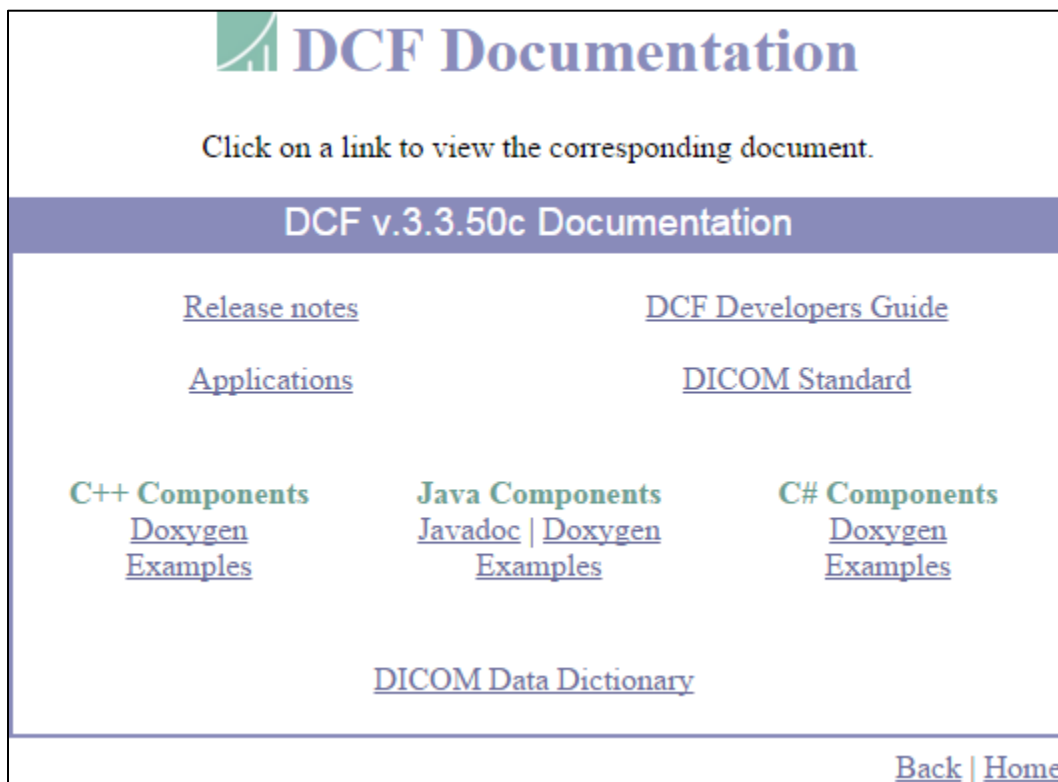 DCF Documentation
Click on a link to view the corresponding document.
DCF v.3.3.50c Documentation
Release notes DCF Developers Guide
Applications DICOM Standard
C++ Components Java Components C# Components
Doxygen Javadoc | Doxygen Doxygen
Examples Examples Examples
DICOM Data Dictionary
Back | Home